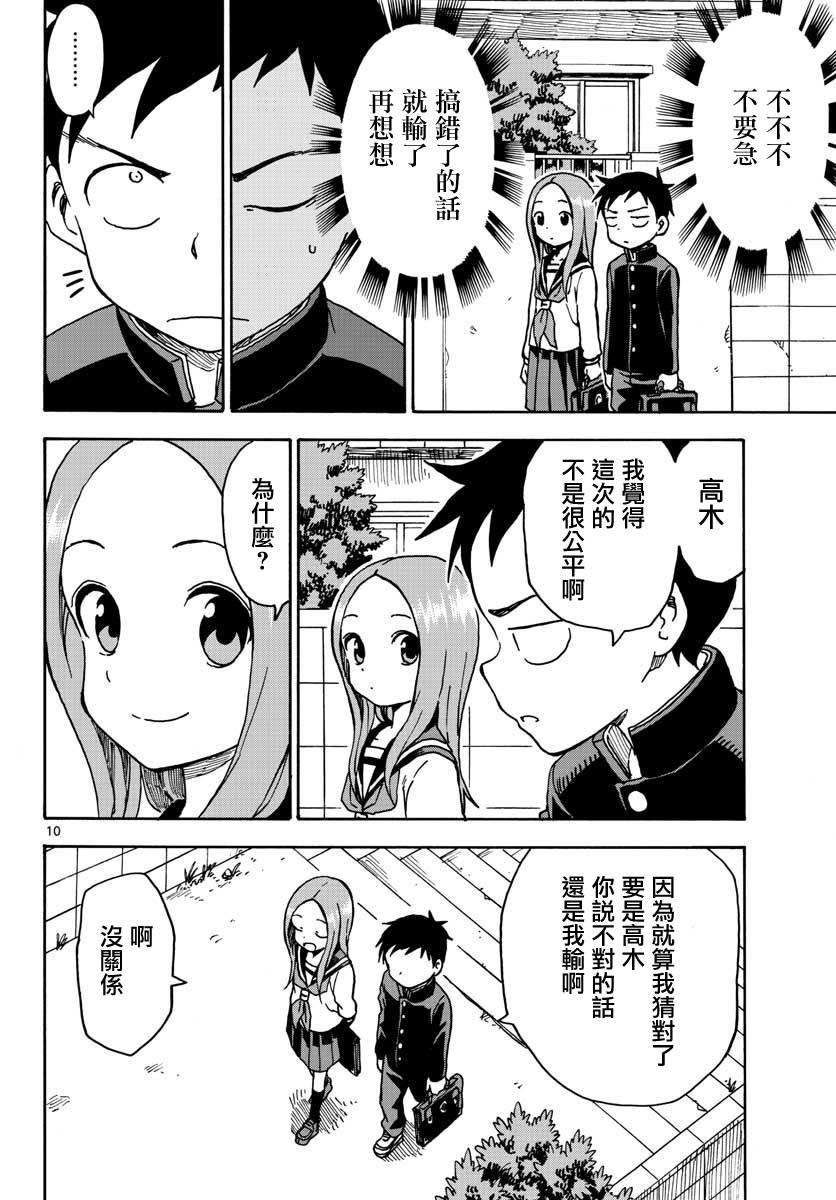 不不不
不要急
搞錯了的話
就輸了
再想想
………
高木
我覺得
這次的
不是很公平啊
為什麼？
因為就算我猜對了
要是高木
你説不對的話
還是我輸啊
啊
沒關係
10